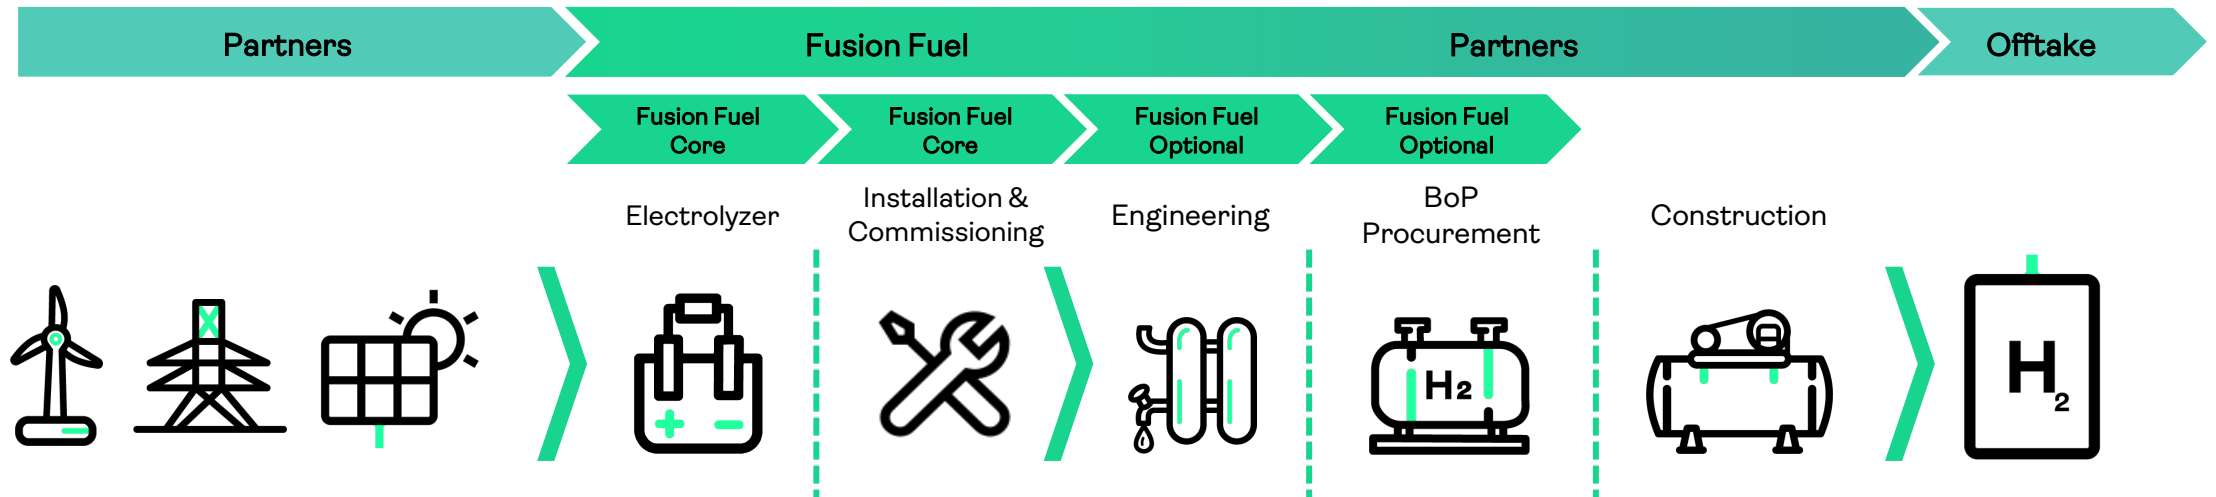 Partners
Fusion Fuel
Partners
Offtake
Fusion Fuel
Core
Fusion Fuel
Core
Fusion Fuel
Optional
Fusion Fuel
Optional
Electrolyzer
Installation &
Commissioning
Engineering
BoP
Procurement
Construction
H2
H2